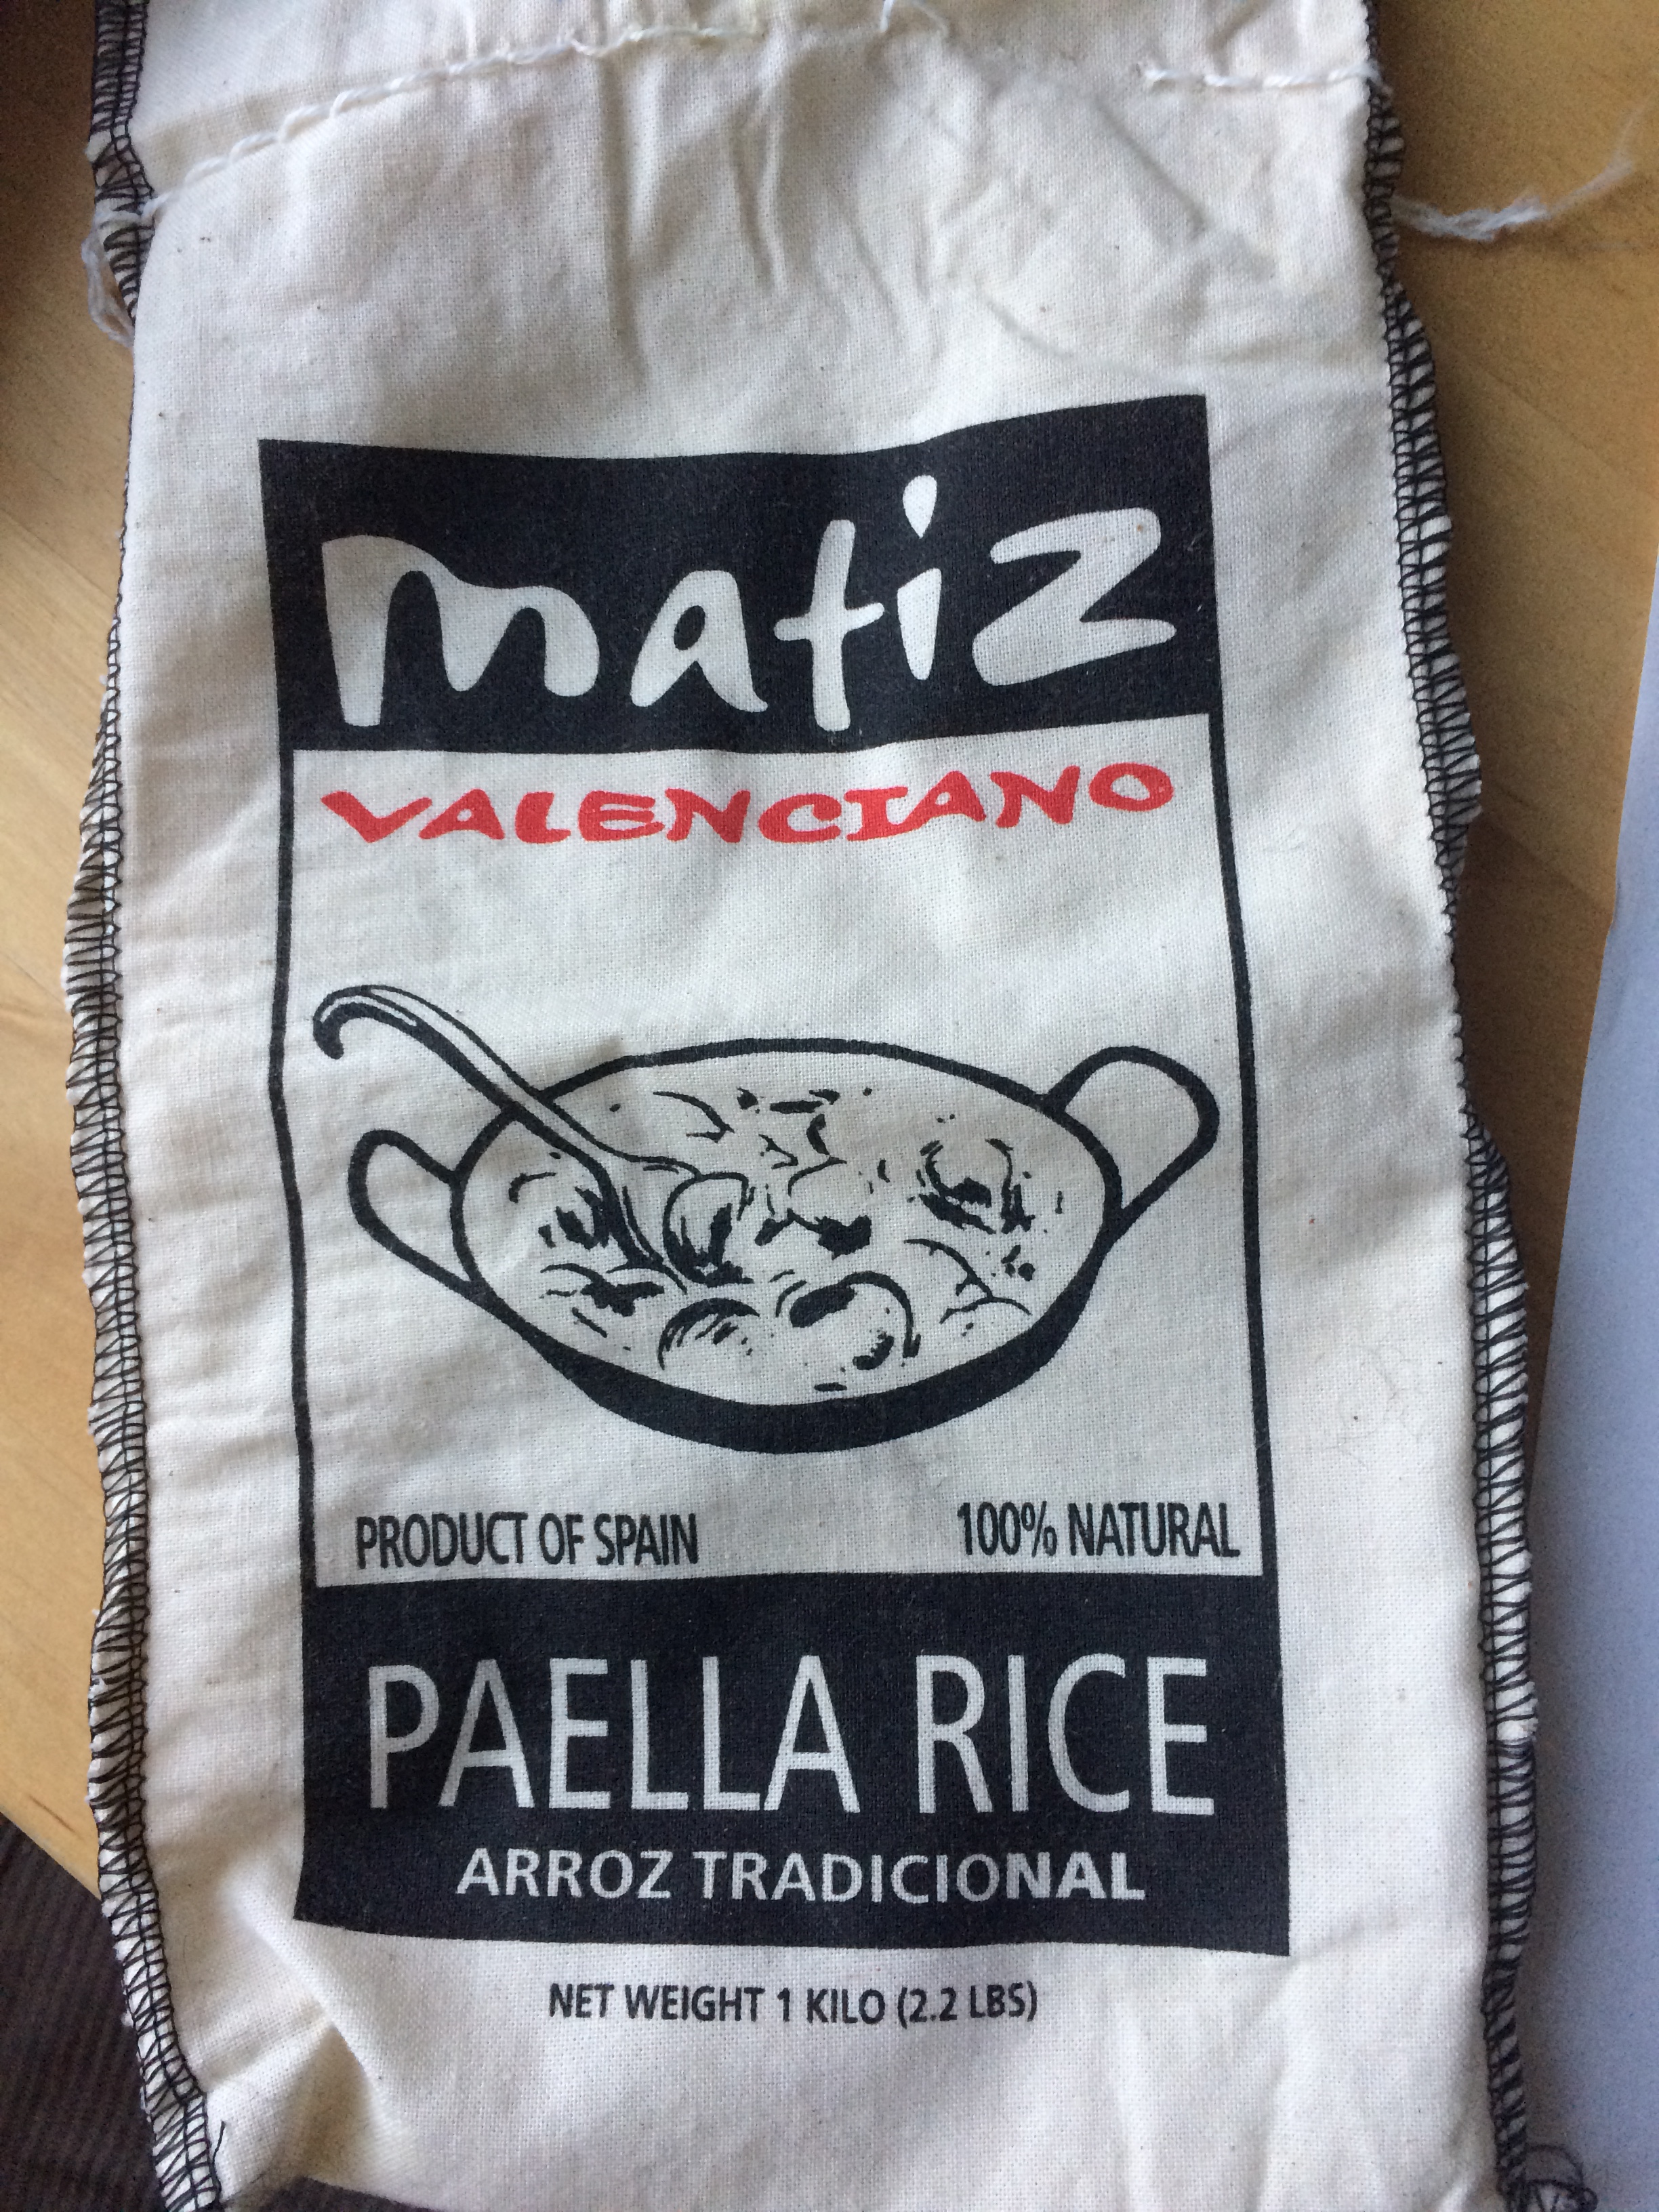 matiz
VALENCIANO
PRODUCT OF SPAIN 100% NATURAL
PAELLA RICE
ARROZ TRADICIONAL
NET WEIGHT 1 KILO (2.2 LBS)